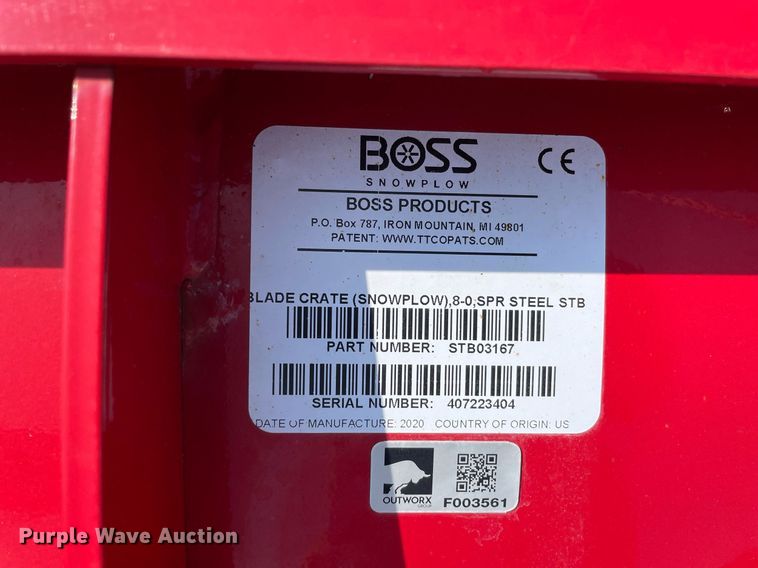 BOSS
SNOWPLOW
CE
BOSS PRODUCTS
P.O. Box 787, IRON MOUNTAIN, MI 49801
PATENT: WWW.TTCOPATS.COM
BLADE CRATE (SNOWPLOW),8-0,SPR STEEL STB
PART NUMBER: STB03167
SERIAL NUMBER: 407223404
DATE OF MANUFACTURE: 2020 COUNTRY OF ORIGIN: US
OUTWORX
GROUP
F003561
Purple Wave Auction